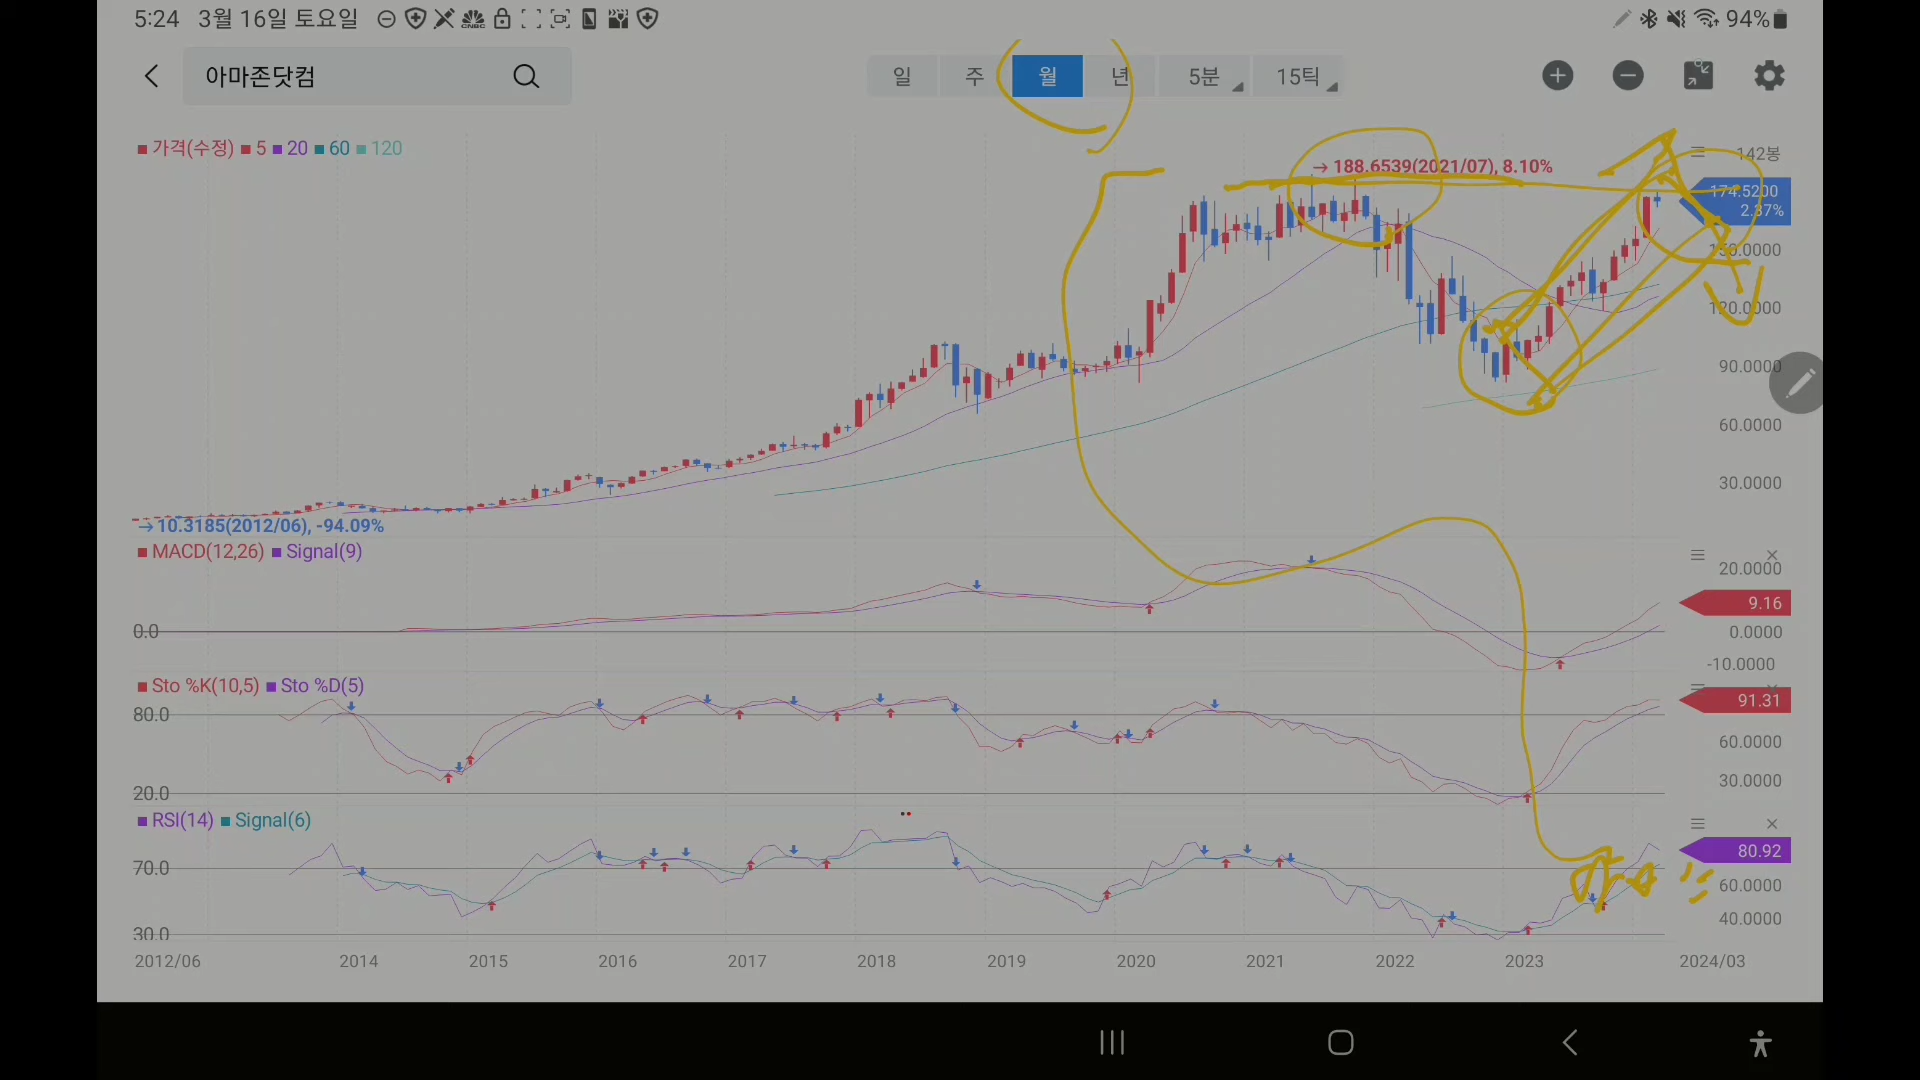 5:24 3월 16일 토요일 94%
아마존닷컴
일 주 월 년 5분 15틱
가격(수정) 5 20 60 120
142봉
→188.6539(2021/07), 8.10%
174.5200
2.37%
150.0000
120.0000
90.0000
60.0000
30.0000
→10.3185(2012/06), -94.09%
MACD(12,26) Signal(9)
20.0000
9.16
0.0 0.0000
-10.0000
Sto %K(10,5) Sto %D(5)
91.31
80.0
60.0000
30.0000
20.0
RSI(14) Signal(6)
80.92
70.0
60.0000
40.0000
30.0
2012/06 2014 2015 2016 2017 2018 2019 2020 2021 2022 2023 2024/03